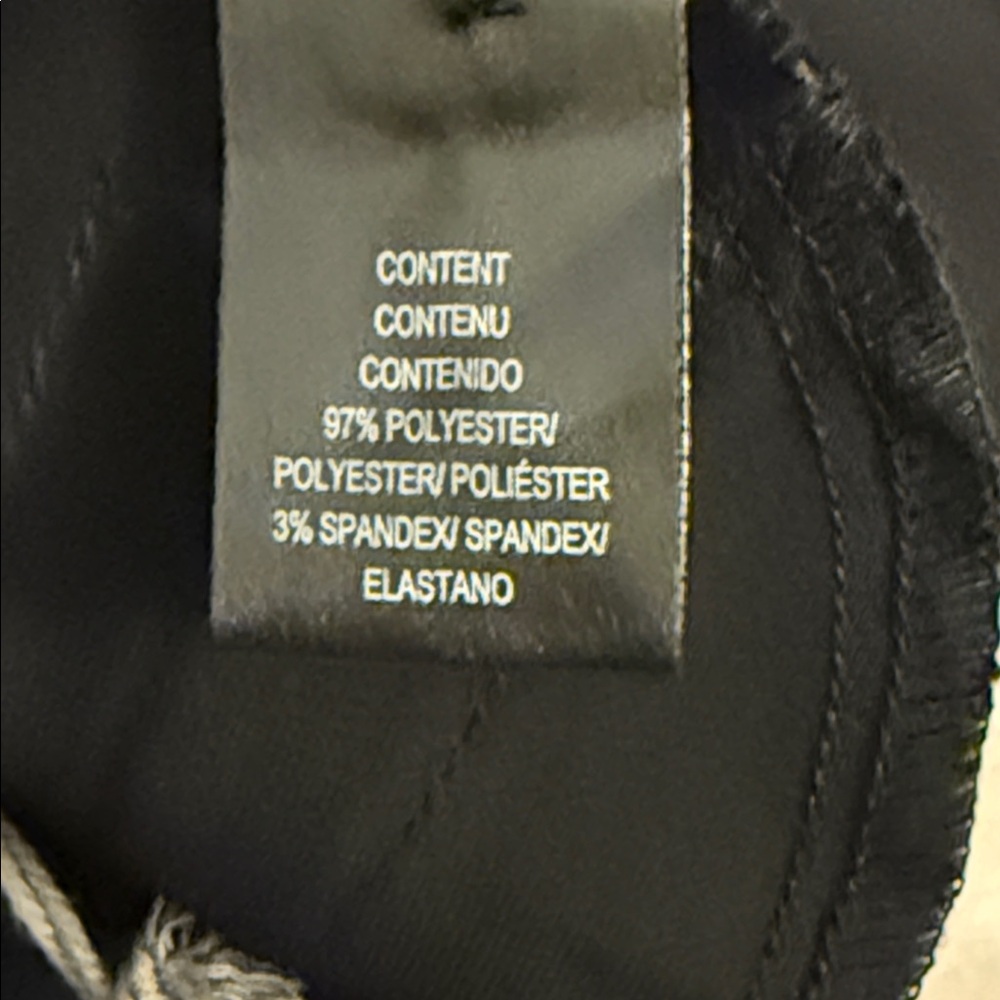 CONTENT
CONTENU
CONTENIDO
97% POLYESTER/
POLYESTER/ POLIÉSTER
3% SPANDEX/ SPANDEX/
ELASTANO